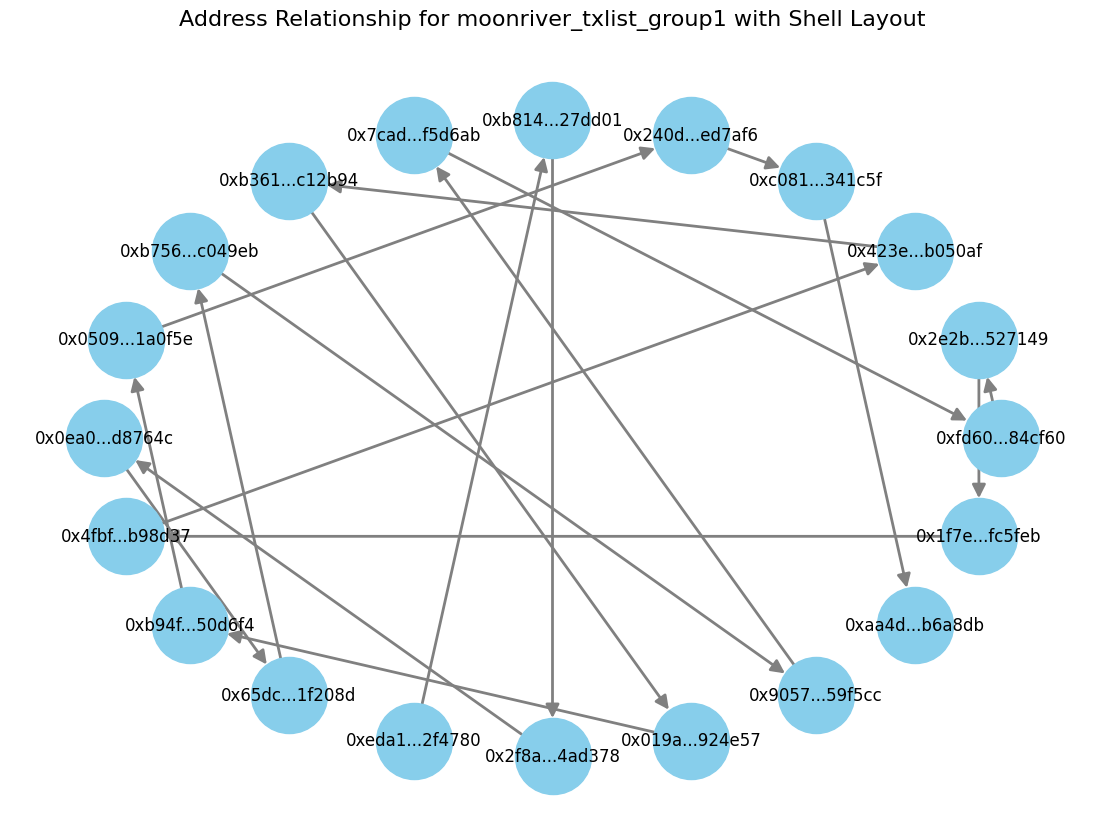 Address Relationship for moonriver_txlist_group1 with Shell Layout
0xb814...27dd01
0x7cad...f5d6ab
0x240d...ed7af6
0xb361...c12b94
0xc081...341c5f
0xb756...c049eb
0x423e...b050af
0x0509...1a0f5e
0x2e2b...527149
0x0ea0...d8764c
0xfd60...84cf60
0x4fbf...b98d37
0x1f7e...fc5feb
0xb94f...50d6f4
0xaa4d...b6a8db
0x65dc...1f208d
0x9057...59f5cc
0xeda1...2f4780
0x019a...924e57
0x2f8a...4ad378